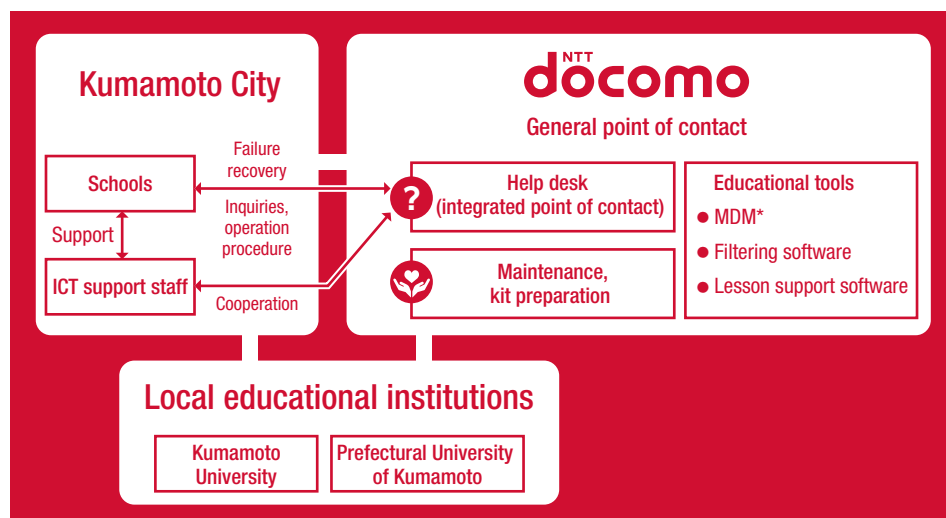 Kumamoto City
Schools
Support
ICT support staff
Failure
recovery
Inquiries,
operation
procedure
Cooperation
NTT
döcomo
General point of contact
?
Help desk
(integrated point of contact)
Maintenance,
kit preparation
Educational tools
● MDM*
● Filtering software
● Lesson support software
Local educational institutions
Kumamoto
University
Prefectural University
of Kumamoto